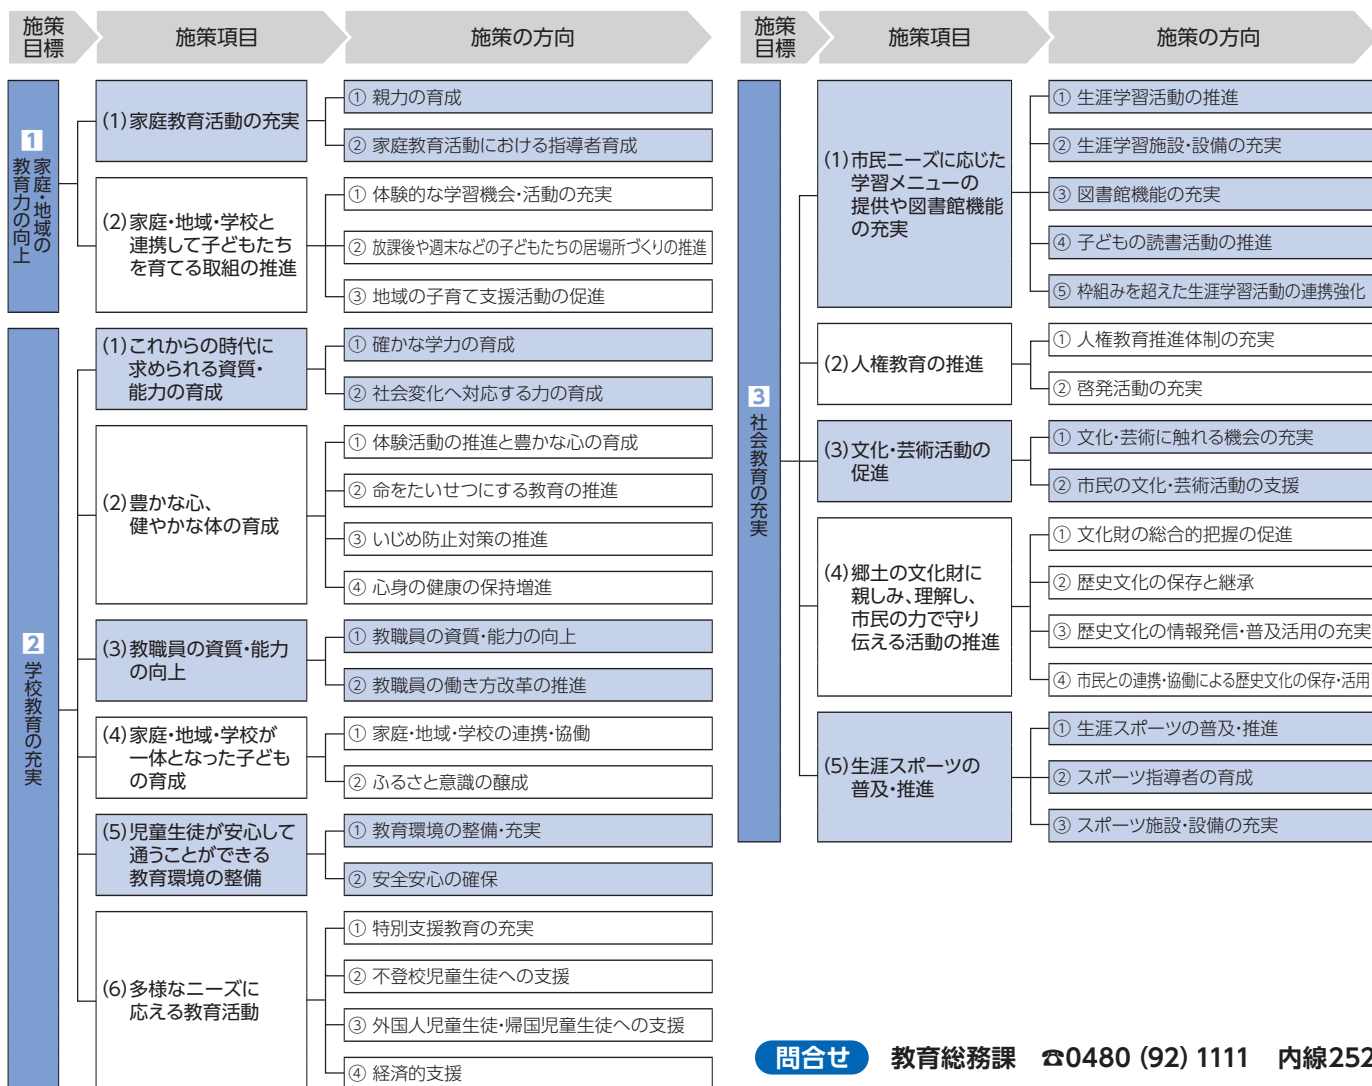 施策
目標
施策項目
施策の方向
1 家庭・地域の
教育力の向上
(1)家庭教育活動の充実
① 親力の育成
② 家庭教育活動における指導者育成
(2)家庭・地域・学校と
連携して子どもたち
を育てる取組の推進
① 体験的な学習機会・活動の充実
② 放課後や週末などの子どもたちの居場所づくりの推進
③ 地域の子育て支援活動の促進
2 学校教育の充実
(1)これからの時代に
求められる資質・
能力の育成
① 確かな学力の育成
② 社会変化へ対応する力の育成
(2)豊かな心、
健やかな体の育成
① 体験活動の推進と豊かな心の育成
② 命をたいせつにする教育の推進
③ いじめ防止対策の推進
④ 心身の健康の保持増進
(3)教職員の資質・能力
の向上
① 教職員の資質・能力の向上
② 教職員の働き方改革の推進
(4)家庭・地域・学校が
一体となった子ども
の育成
① 家庭・地域・学校の連携・協働
② ふるさと意識の醸成
(5)児童生徒が安心して
通うことができる
教育環境の整備
① 教育環境の整備・充実
② 安全安心の確保
(6)多様なニーズに
応える教育活動
① 特別支援教育の充実
② 不登校児童生徒への支援
③ 外国人児童生徒・帰国児童生徒への支援
④ 経済的支援
施策
目標
施策項目
施策の方向
3 社会教育の充実
(1)市民ニーズに応じた
学習メニューの
提供や図書館機能
の充実
① 生涯学習活動の推進
② 生涯学習施設・設備の充実
③ 図書館機能の充実
④ 子どもの読書活動の推進
⑤ 枠組みを超えた生涯学習活動の連携強化
(2)人権教育の推進
① 人権教育推進体制の充実
② 啓発活動の充実
(3)文化・芸術活動の
促進
① 文化・芸術に触れる機会の充実
② 市民の文化・芸術活動の支援
(4)郷土の文化財に
親しみ、理解し、
市民の力で守り
伝える活動の推進
① 文化財の総合的把握の促進
② 歴史文化の保存と継承
③ 歴史文化の情報発信・普及活用の充実
④ 市民との連携・協働による歴史文化の保存・活用
(5)生涯スポーツの
普及・推進
① 生涯スポーツの普及・推進
② スポーツ指導者の育成
③ スポーツ施設・設備の充実
問合せ 教育総務課 ☎0480 (92) 1111 内線252